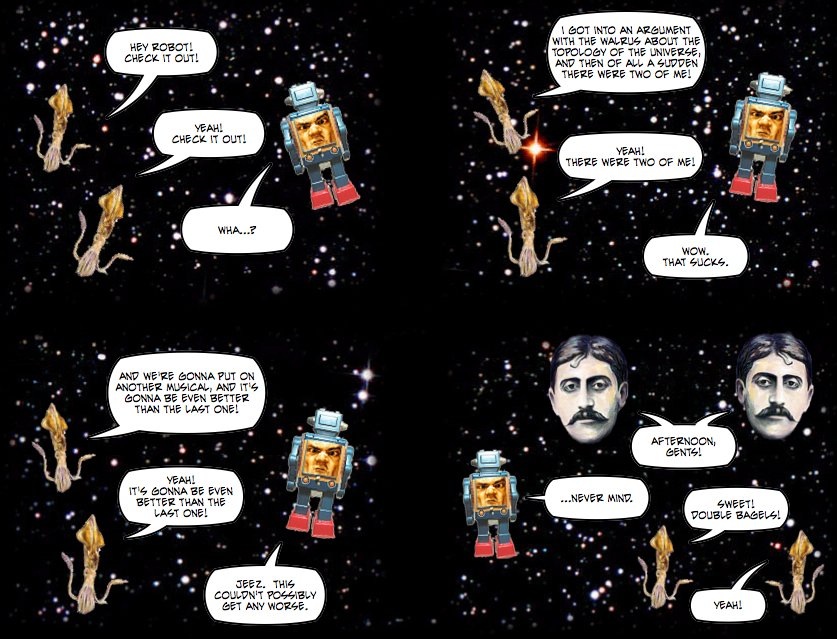 HEY ROBOT!
CHECK IT OUT!
YEAH!
CHECK IT OUT!
WHA...?
I GOT INTO AN ARGUMENT
WITH THE WALRUS ABOUT THE
TOPOLOGY OF THE UNIVERSE,
AND THEN OF ALL A SUDDEN
THERE WERE TWO OF ME!
YEAH!
THERE WERE TWO OF ME!
WOW.
THAT SUCKS.
AND WE'RE GONNA PUT ON
ANOTHER MUSICAL, AND IT'S
GONNA BE EVEN BETTER
THAN THE LAST ONE!
YEAH!
IT'S GONNA BE EVEN
BETTER THAN THE
LAST ONE!
JEEZ. THIS
COULDN'T POSSIBLY
GET ANY WORSE.
AFTERNOON,
GENTS!
...NEVER MIND.
SWEET!
DOUBLE BAGELS!
YEAH!